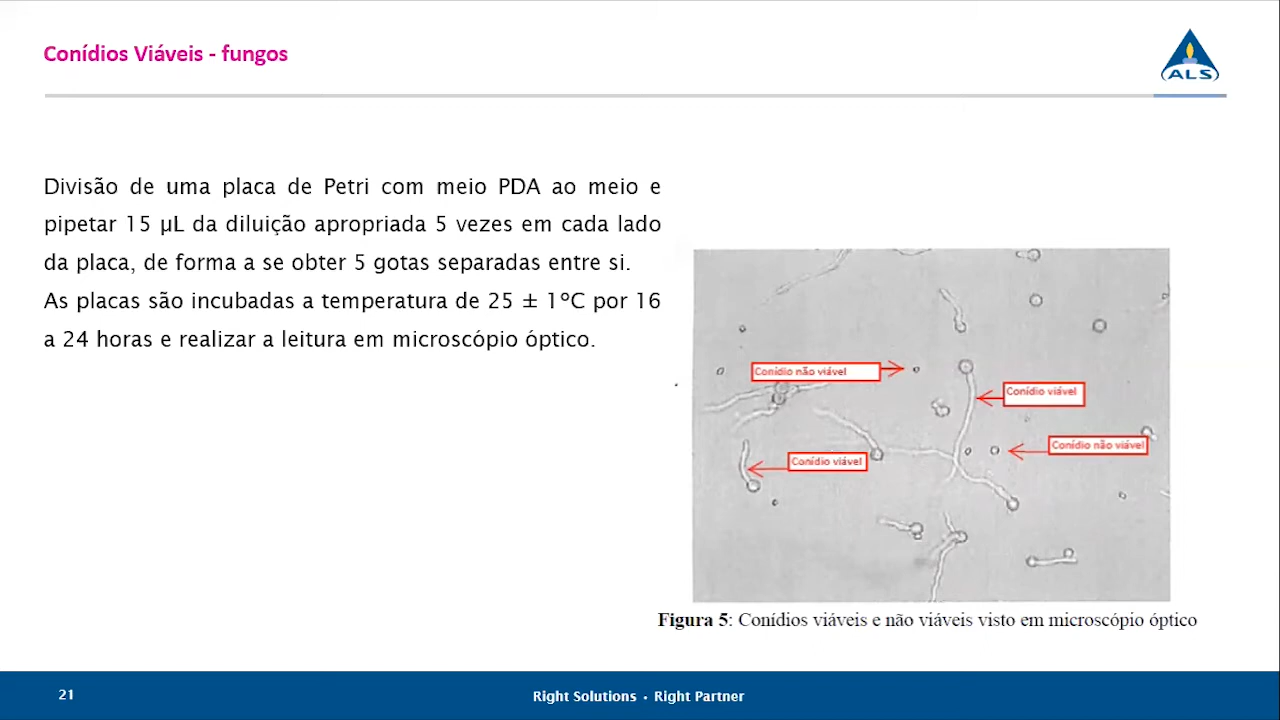 Conídios Viáveis - fungos
ALS
Divisão de uma placa de Petri com meio PDA ao meio e
pipetar 15 µL da diluição apropriada 5 vezes em cada lado
da placa, de forma a se obter 5 gotas separadas entre si.
As placas são incubadas a temperatura de 25 ± 1ºC por 16
a 24 horas e realizar a leitura em microscópio óptico.
Conídio não viável
Conídio viável
Conídio não viável
Conídio viável
Figura 5: Conídios viáveis e não viáveis visto em microscópio óptico
21
Right Solutions • Right Partner